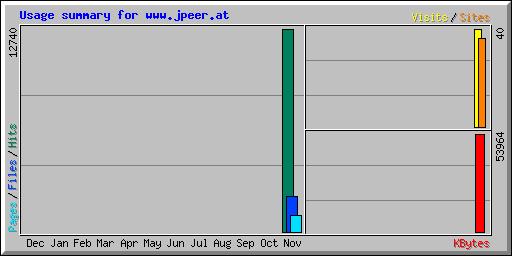 Usage summary for www.jpeer.at
Visits / Sites
12740
40
53964
Pages / Files / Hits
Dec Jan Feb Mar Apr May Jun Jul Aug Sep Oct Nov
KBytes